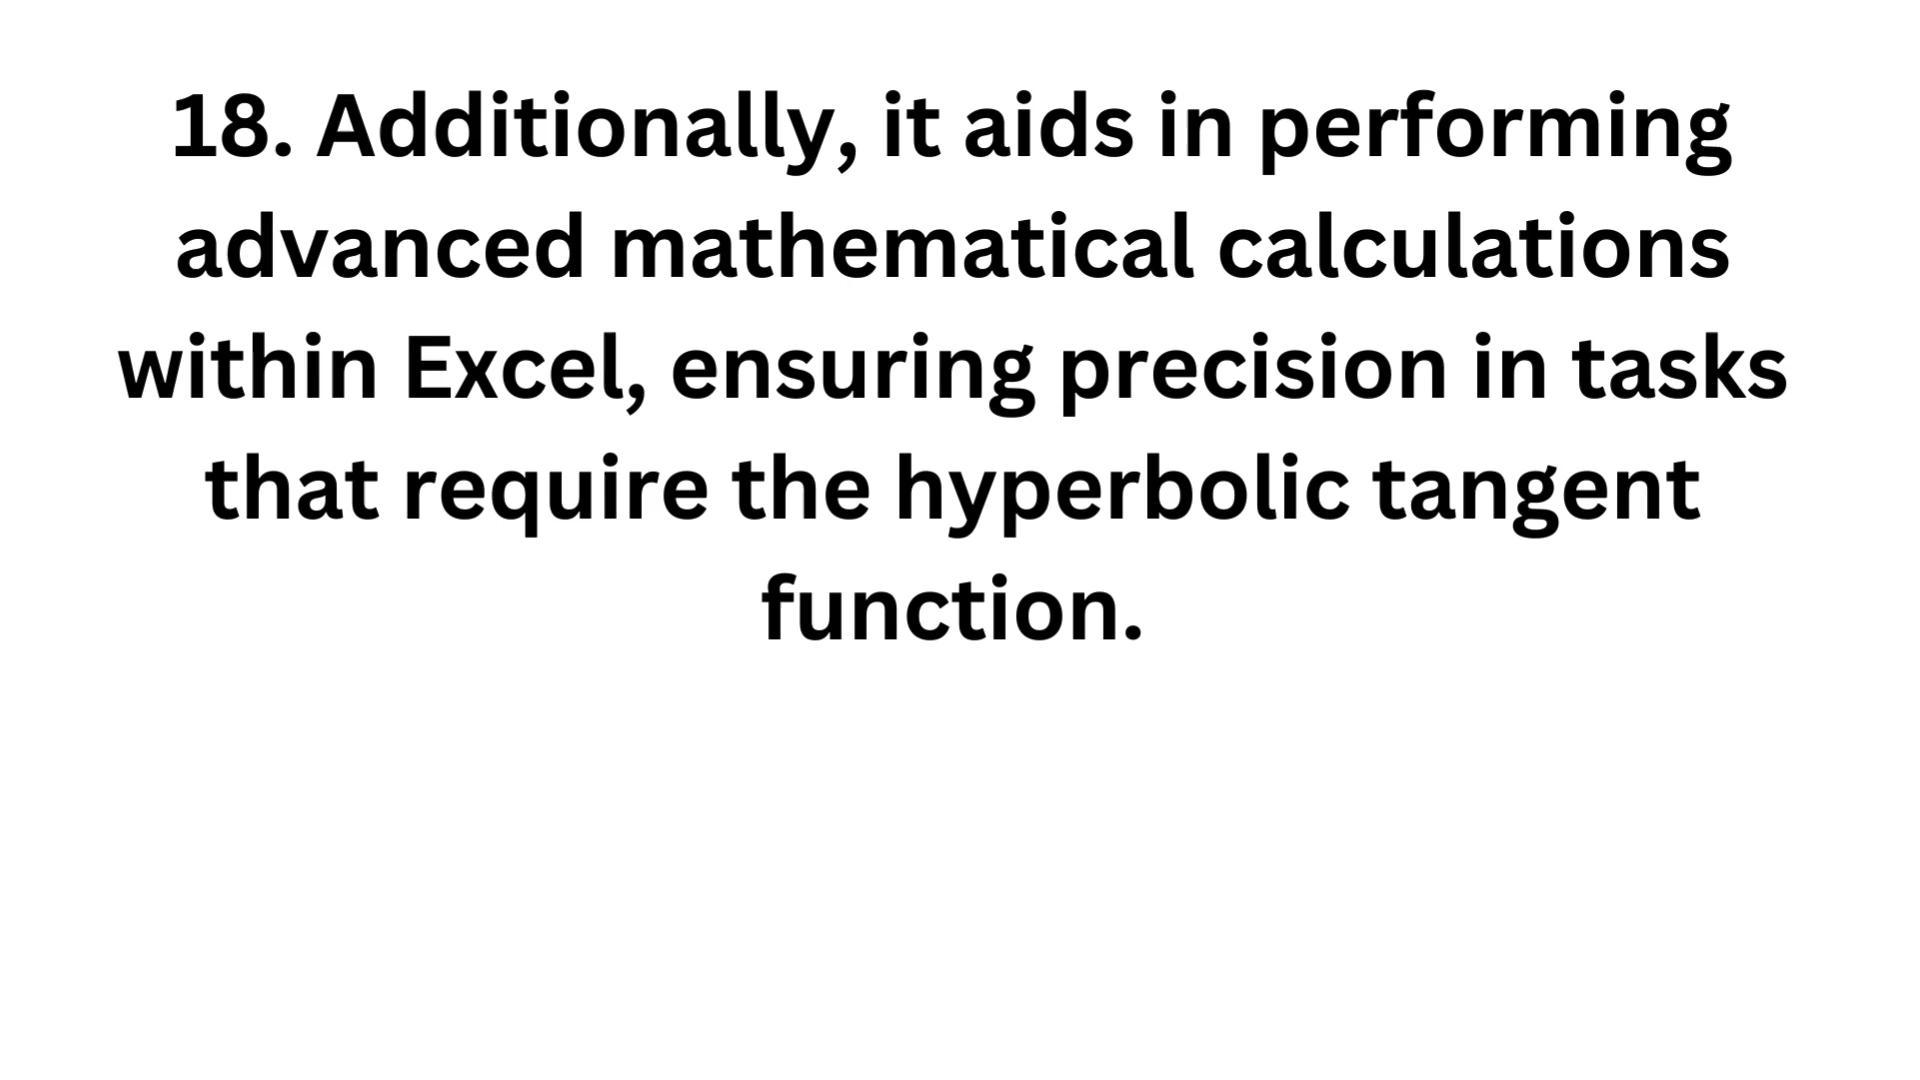 18. Additionally, it aids in performing
advanced mathematical calculations
within Excel, ensuring precision in tasks
that require the hyperbolic tangent
function.